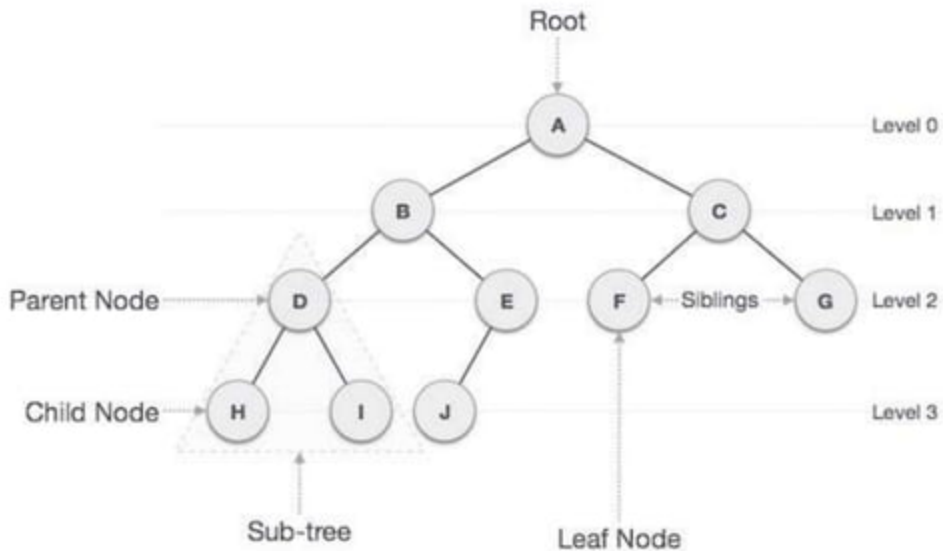 Root
A
Level 0
B
C
Level 1
Parent Node
D
E
F
Siblings
G
Level 2
Child Node
H
I
J
Level 3
Sub-tree
Leaf Node